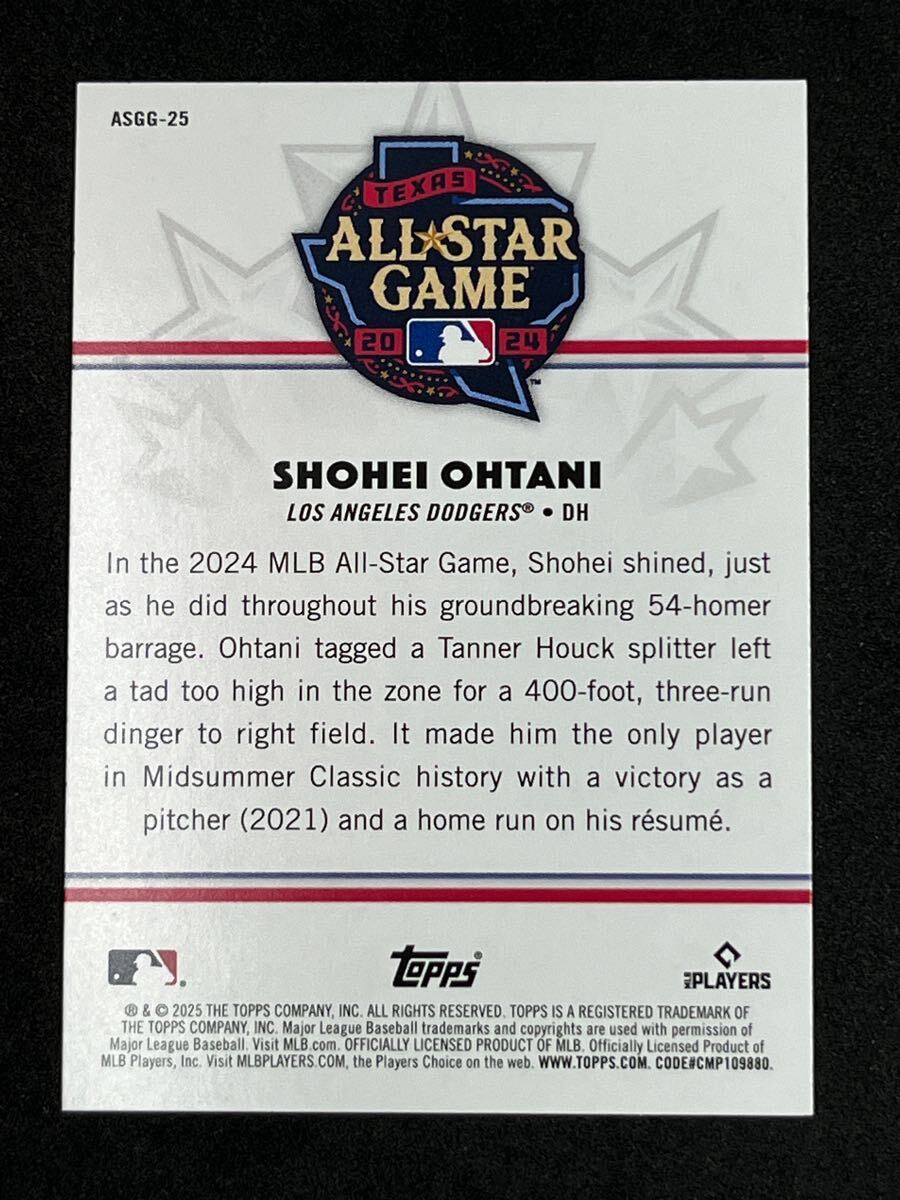 ASGG-25
TEXAS
ALL STAR
GAME
20 24
™
SHOHEI OHTANI
LOS ANGELES DODGERS® • DH
In the 2024 MLB All-Star Game, Shohei shined, just
as he did throughout his groundbreaking 54-homer
barrage. Ohtani tagged a Tanner Houck splitter left
a tad too high in the zone for a 400-foot, three-run
dinger to right field. It made him the only player
in Midsummer Classic history with a victory as a
pitcher (2021) and a home run on his résumé.
topps®
MLB PLAYERS
® & © 2025 THE TOPPS COMPANY, INC. ALL RIGHTS RESERVED. TOPPS IS A REGISTERED TRADEMARK OF
THE TOPPS COMPANY, INC. Major League Baseball trademarks and copyrights are used with permission of
Major League Baseball. Visit MLB.com. OFFICIALLY LICENSED PRODUCT OF MLB. Officially Licensed Product of
MLB Players, Inc. Visit MLBPLAYERS.COM, the Players Choice on the web. WWW.TOPPS.COM. CODE#CMP109880.